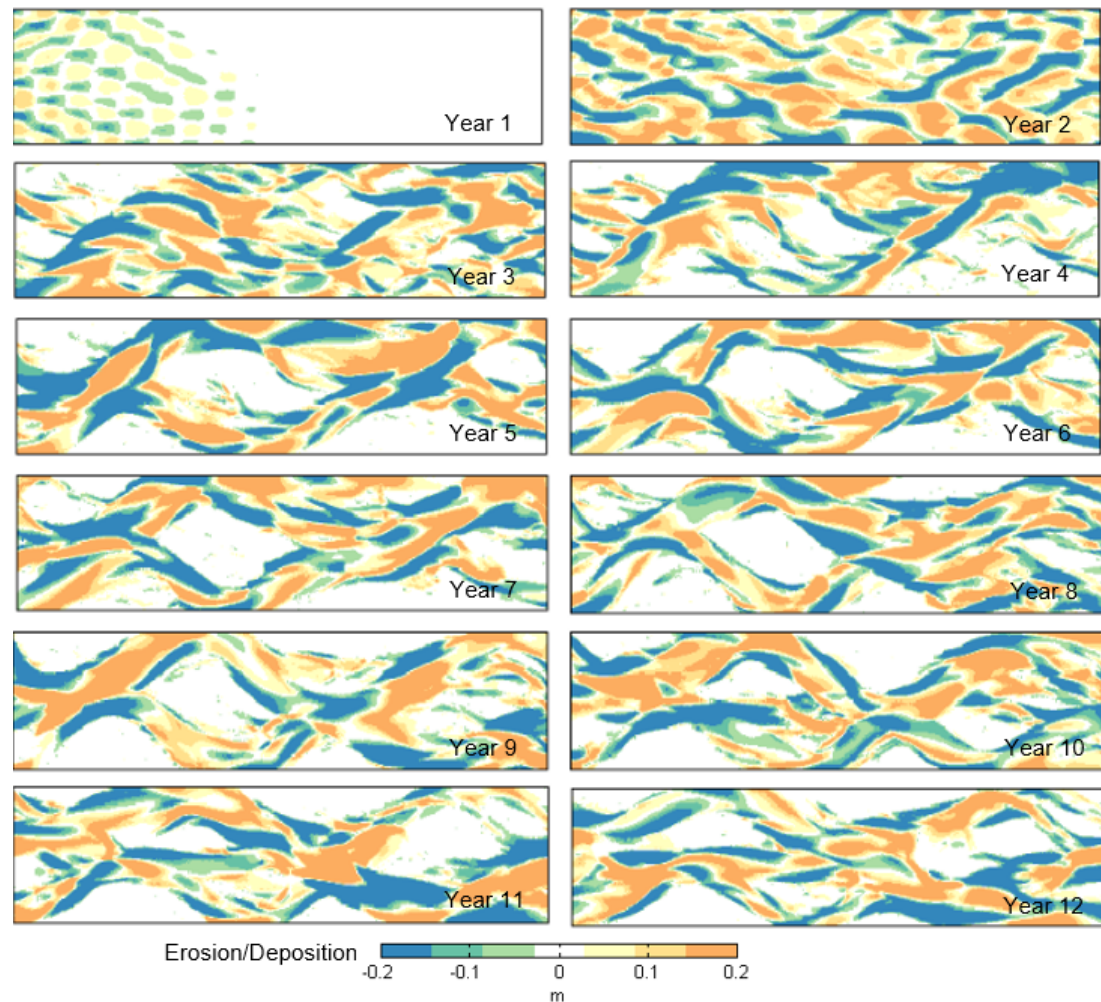 Year 1
Year 2
Year 3
Year 4
Year 5
Year 6
Year 7
Year 8
Year 9
Year 10
Year 11
Year 12
Erosion/Deposition
-0.2 -0.1 0 0.1 0.2
m